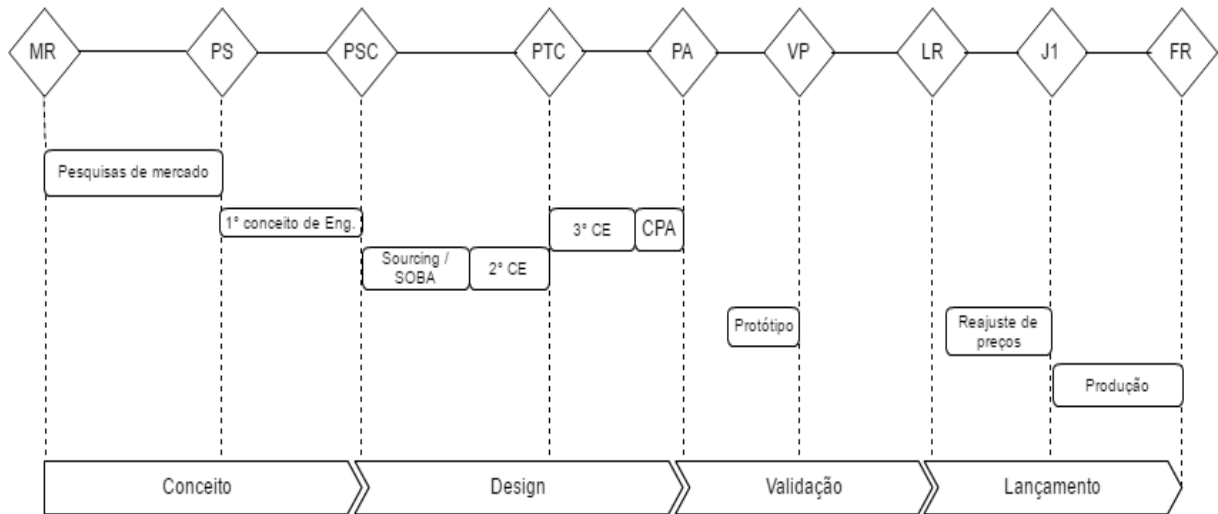 MR
PS
PSC
PTC
PA
VP
LR
J1
FR
Pesquisas de mercado
1° conceito de Eng.
Sourcing /
SOBA
2° CE
3° CE
CPA
Protótipo
Reajuste de
preços
Produção
Conceito
Design
Validação
Lançamento